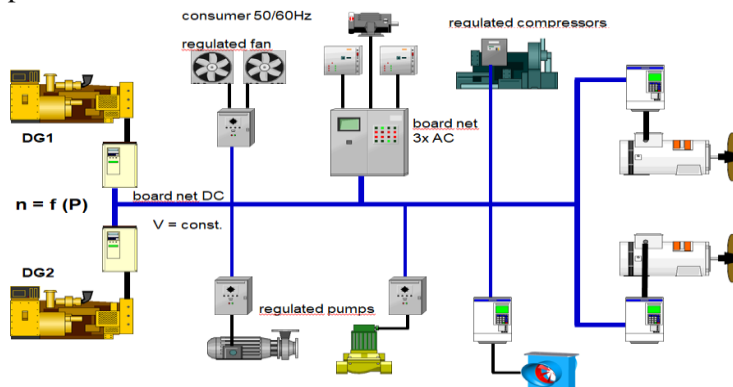 consumer 50/60Hz
regulated fan
regulated compressors
DG1
board net
3x AC
board net DC
n = f (P)
V = const.
DG2
regulated pumps